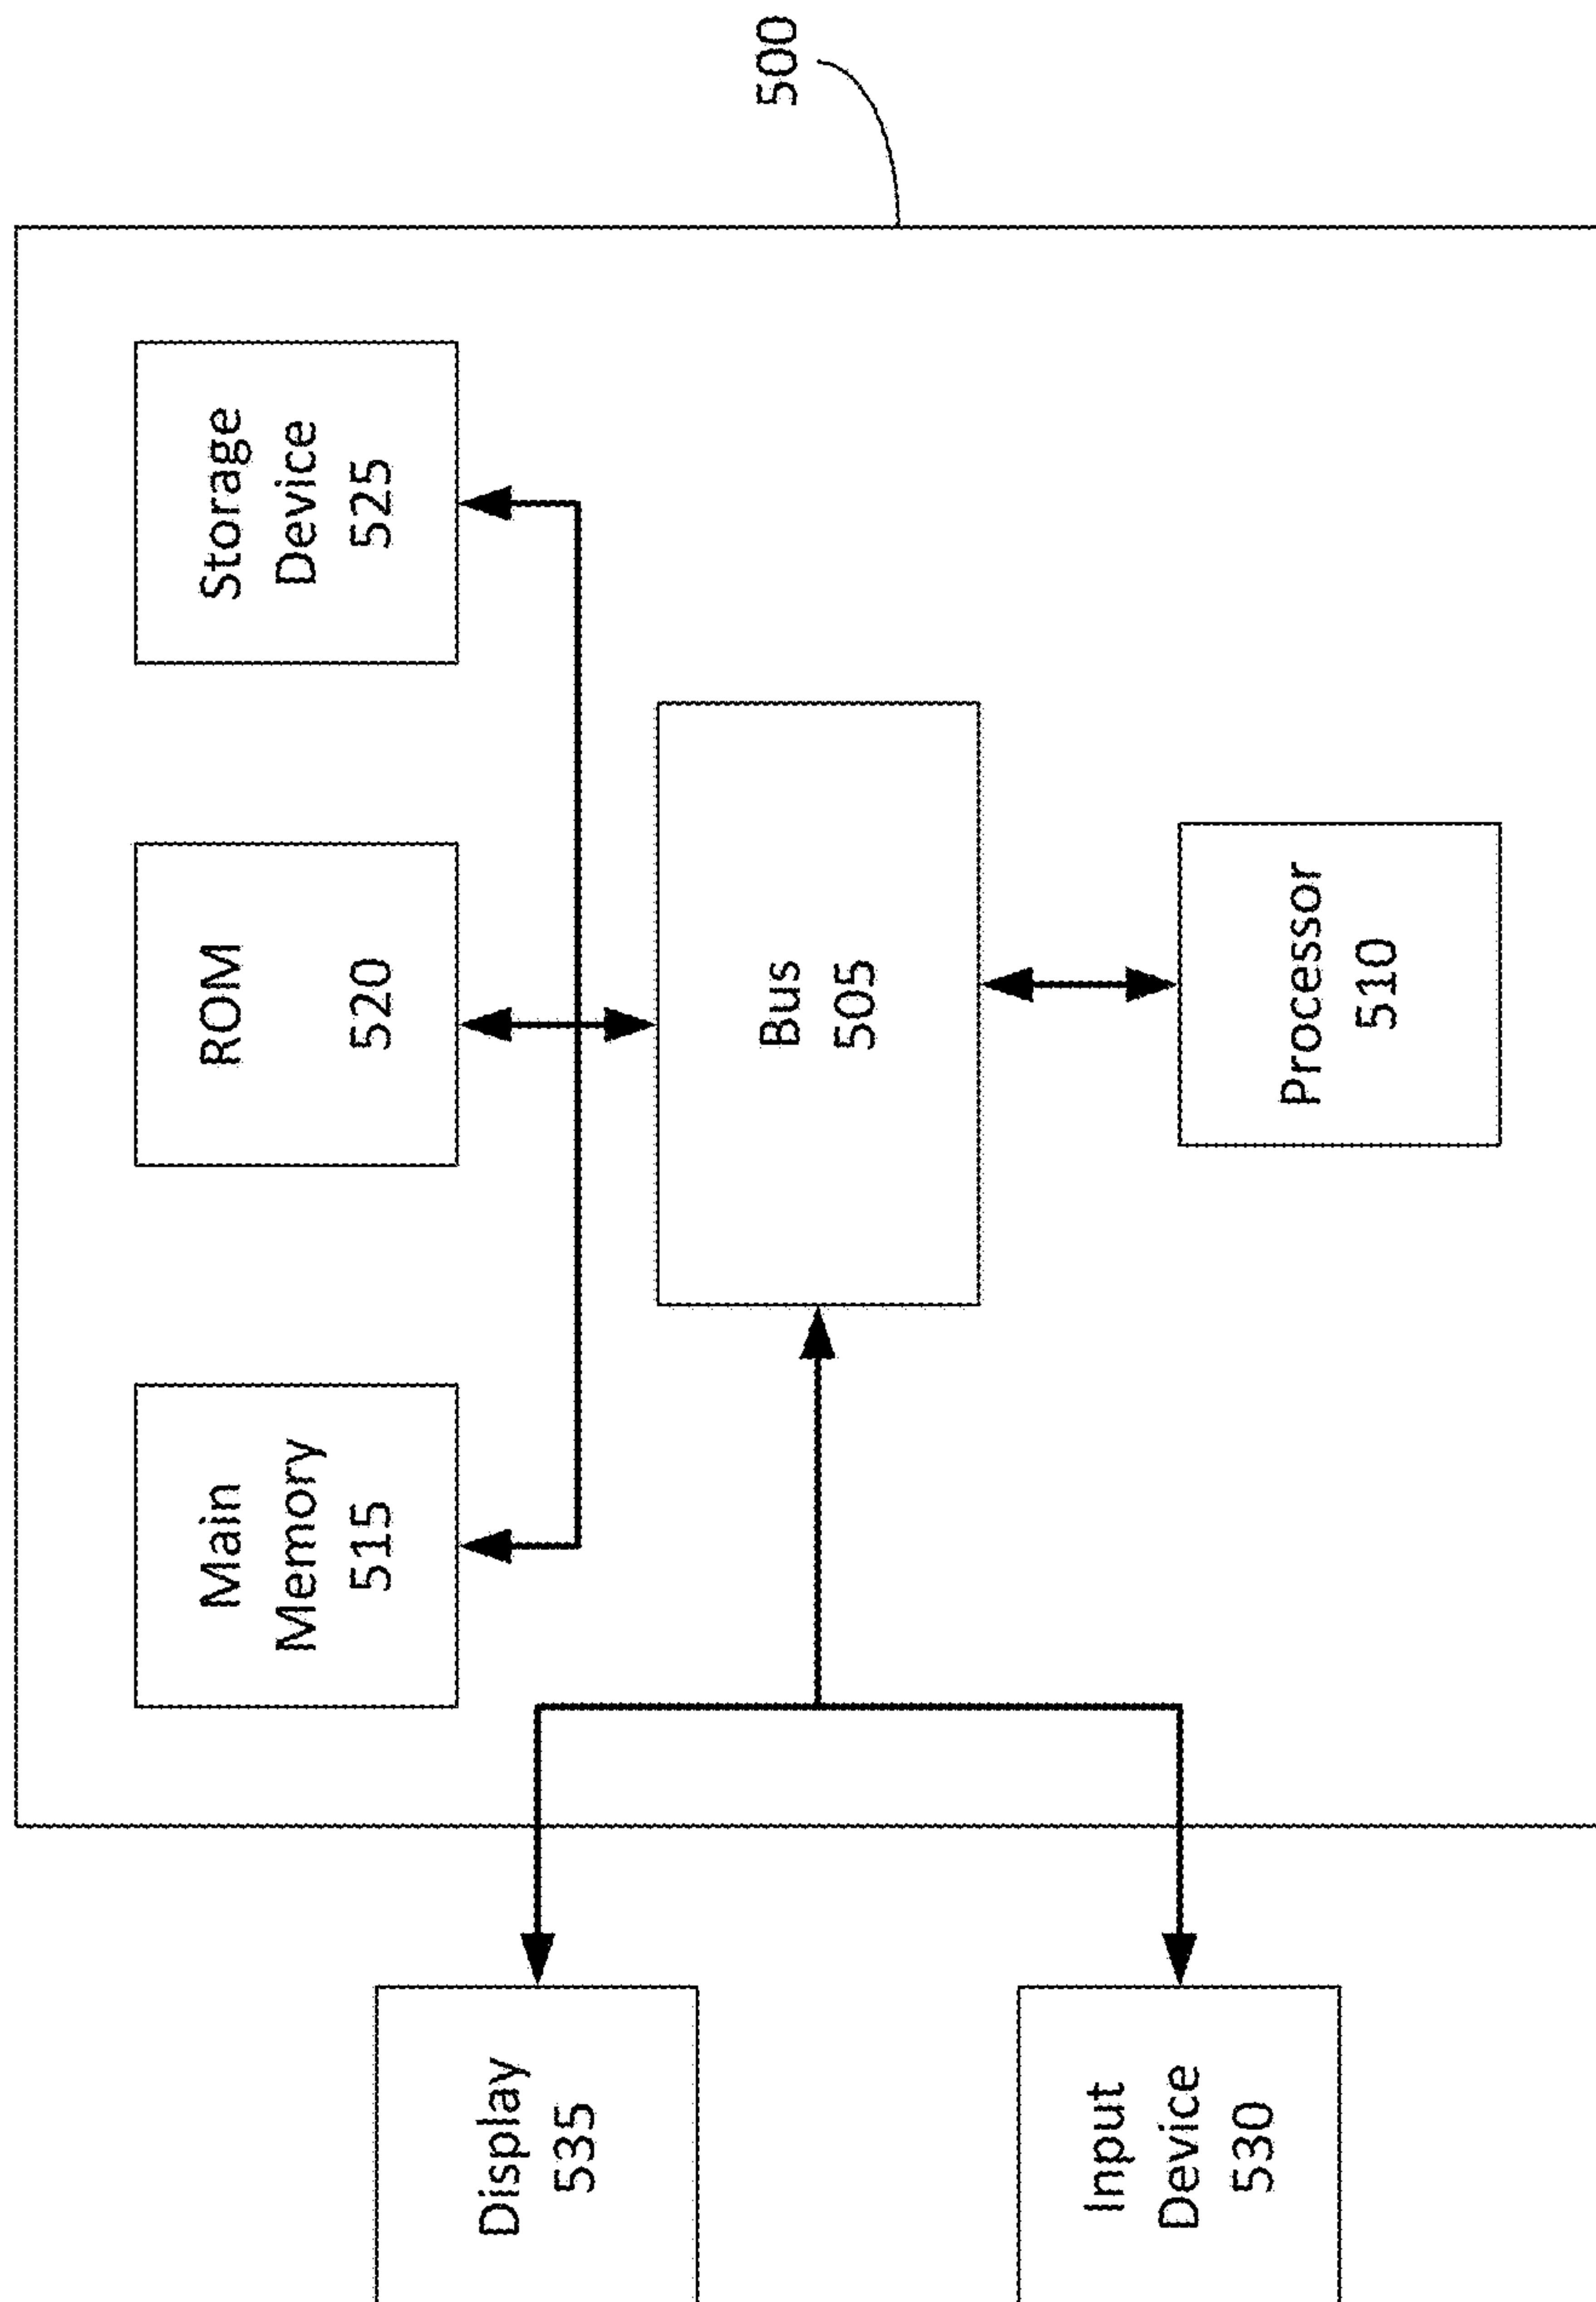 500
Main
Memory
515
ROM
520
Storage
Device
525
Display
535
Bus
505
Input
Device
530
Processor
510